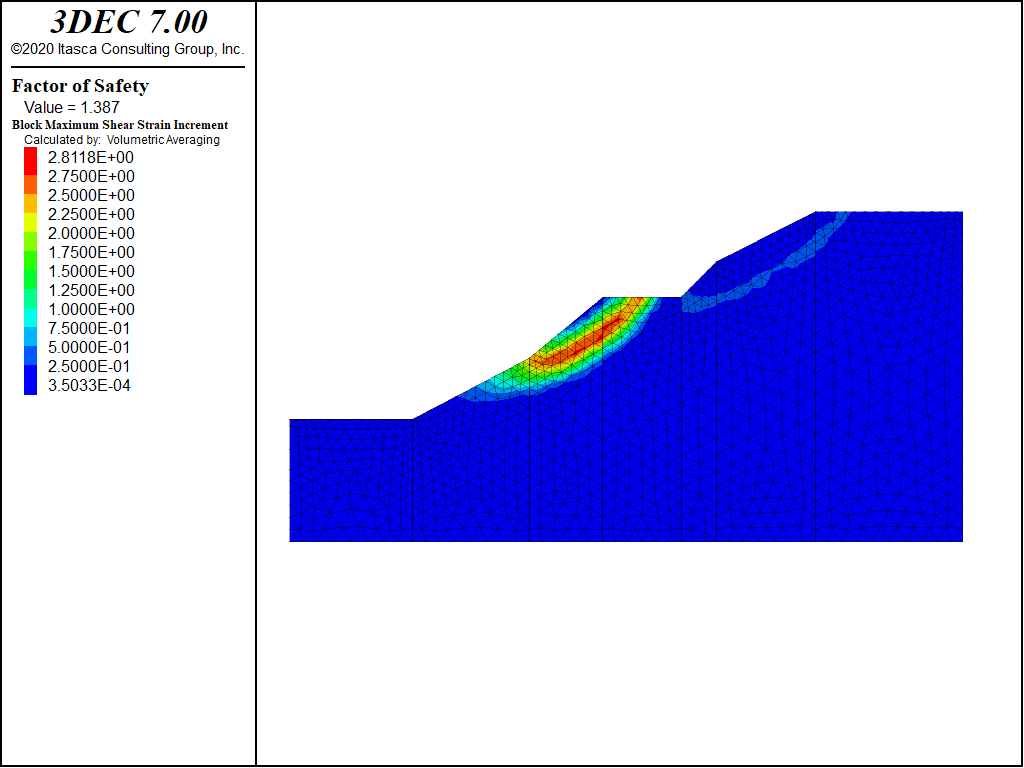 3DEC 7.00
©2020 Itasca Consulting Group, Inc.
Factor of Safety
Value = 1.387
Block Maximum Shear Strain Increment
Calculated by: Volumetric Averaging
2.8118E+00
2.7500E+00
2.5000E+00
2.2500E+00
2.0000E+00
1.7500E+00
1.5000E+00
1.2500E+00
1.0000E+00
7.5000E-01
5.0000E-01
2.5000E-01
3.5033E-04